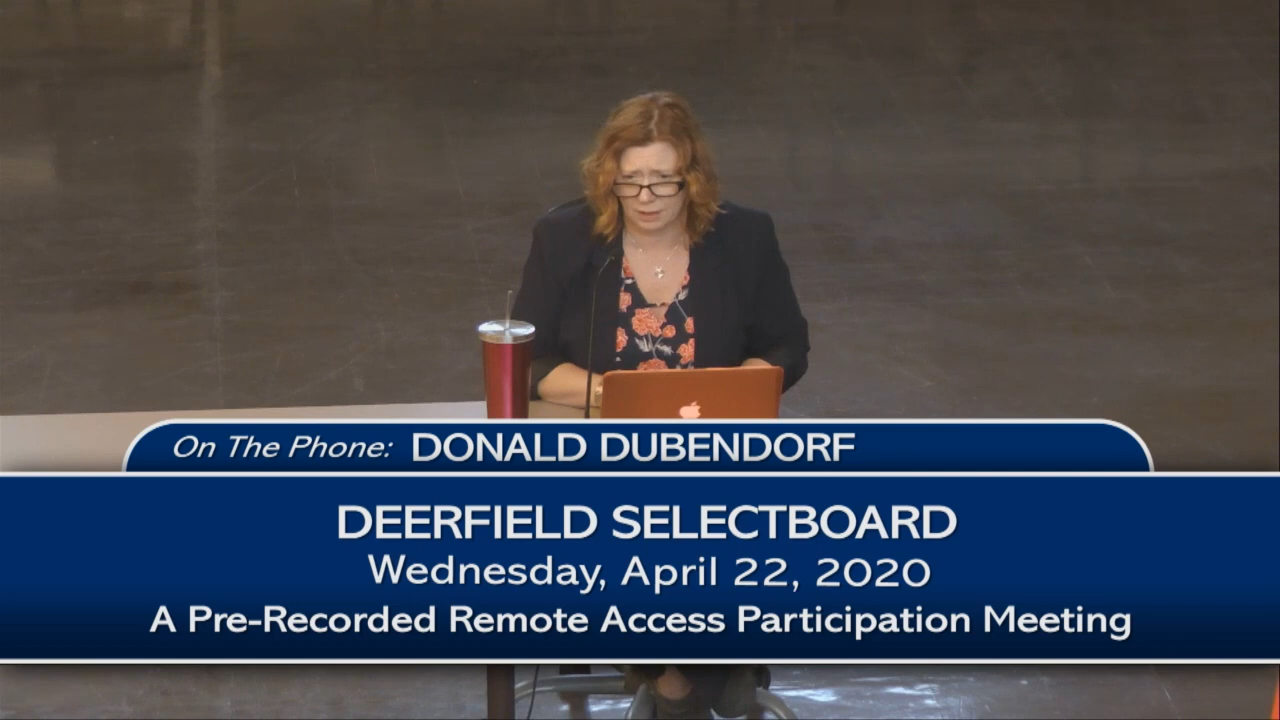 On The Phone: DONALD DUBENDORF
DEERFIELD SELECTBOARD
Wednesday, April 22, 2020
A Pre-Recorded Remote Access Participation Meeting